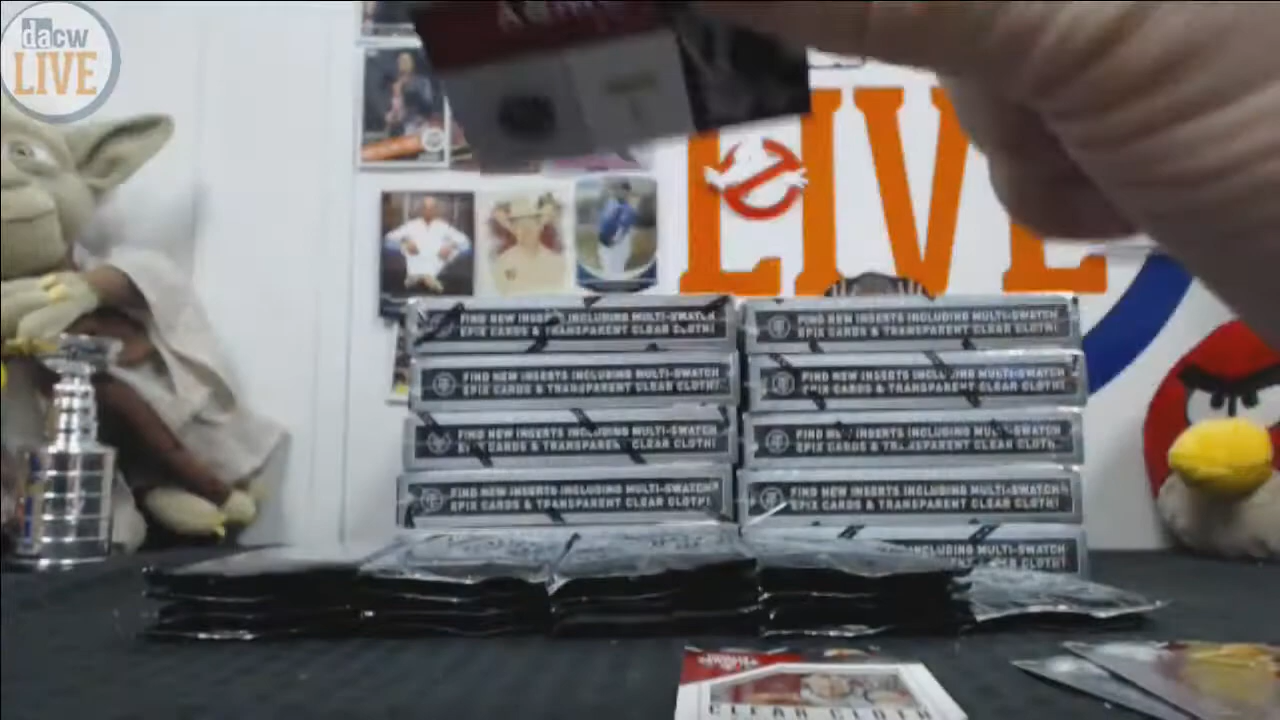 dacw
LIVE
LIVE
FIND NEW INSERTS INCLUDING MULTI-SWATCH
EPIX CARDS & TRANSPARENT CLEAR CLOTH!
FIND NEW INSERTS INCLUDING MULTI-SWATCH
EPIX CARDS & TRANSPARENT CLEAR CLOTH!
FIND NEW INSERTS INCLUDING MULTI-SWATCH
EPIX CARDS & TRANSPARENT CLEAR CLOTH!
FIND NEW INSERTS INCLUDING MULTI-SWATCH
EPIX CARDS & TRANSPARENT CLEAR CLOTH!
FIND NEW INSERTS INCLUDING MULTI-SWATCH
EPIX CARDS & TRANSPARENT CLEAR CLOTH!
FIND NEW INSERTS INCLUDING MULTI-SWATCH
EPIX CARDS & TRANSPARENT CLEAR CLOTH!
FIND NEW INSERTS INCLUDING MULTI-SWATCH
EPIX CARDS & TRANSPARENT CLEAR CLOTH!
FIND NEW INSERTS INCLUDING MULTI-SWATCH
EPIX CARDS & TRANSPARENT CLEAR CLOTH!
INCLUDING MULTI-SWATCH
CLEAR CLOTH!
CLEAR CLOTH